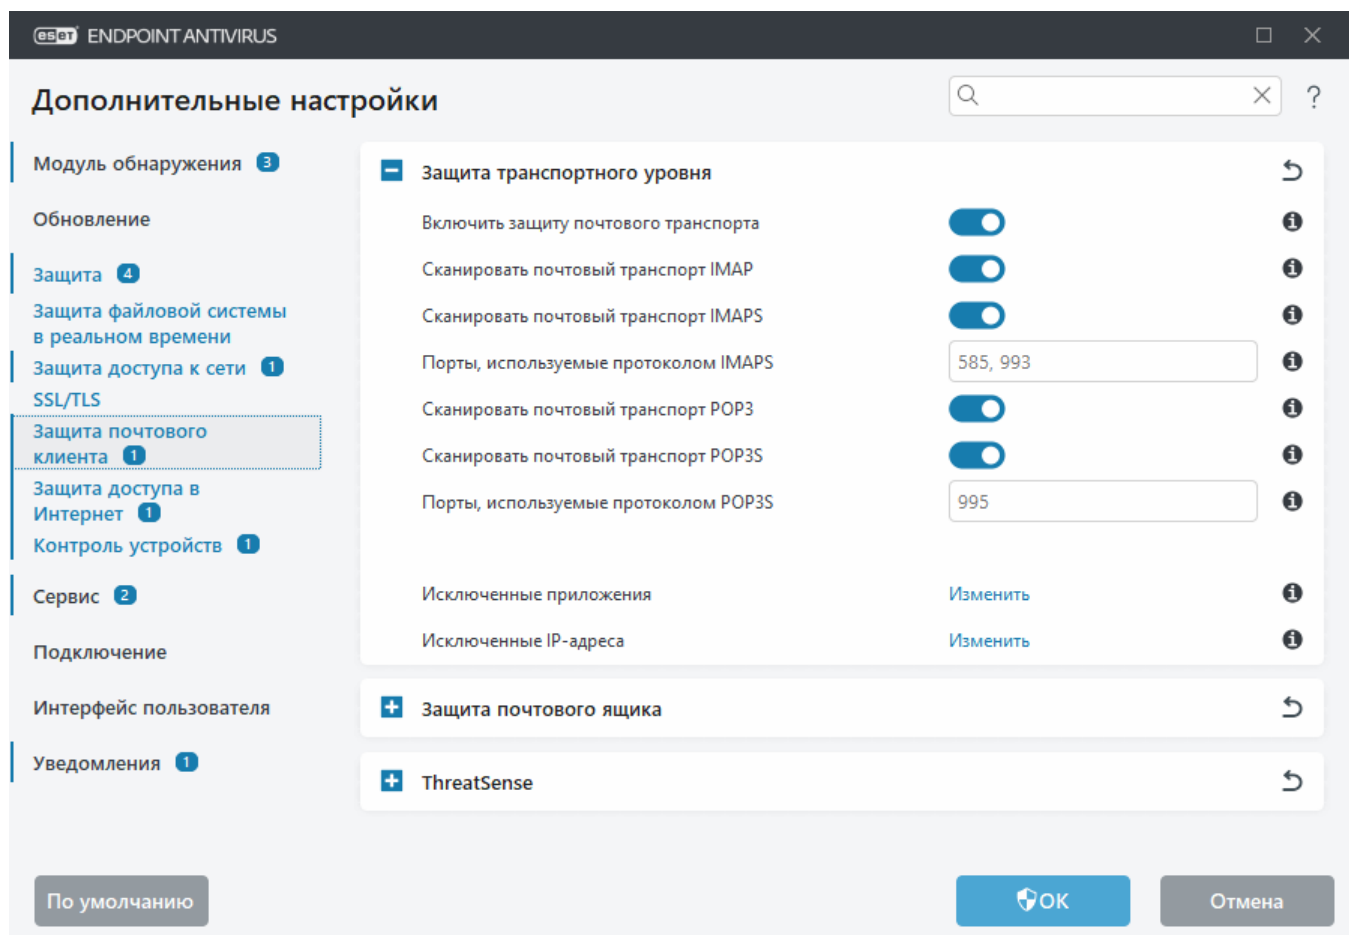 eset ENDPOINT ANTIVIRUS
Дополнительные настройки
?
Модуль обнаружения 3
Обновление
Защита 4
Защита файловой системы
в реальном времени
Защита доступа к сети 1
SSL/TLS
Защита почтового
клиента 1
Защита доступа в
Интернет 1
Контроль устройств 1
Сервис 2
Подключение
Интерфейс пользователя
Уведомления 1
Защита транспортного уровня
Включить защиту почтового транспорта
Сканировать почтовый транспорт IMAP
Сканировать почтовый транспорт IMAPS
Порты, используемые протоколом IMAPS 585, 993
Сканировать почтовый транспорт POP3
Сканировать почтовый транспорт POP3S
Порты, используемые протоколом POP3S 995
Исключенные приложения Изменить
Исключенные IP-адреса Изменить
Защита почтового ящика
ThreatSense
По умолчанию
ОК
Отмена